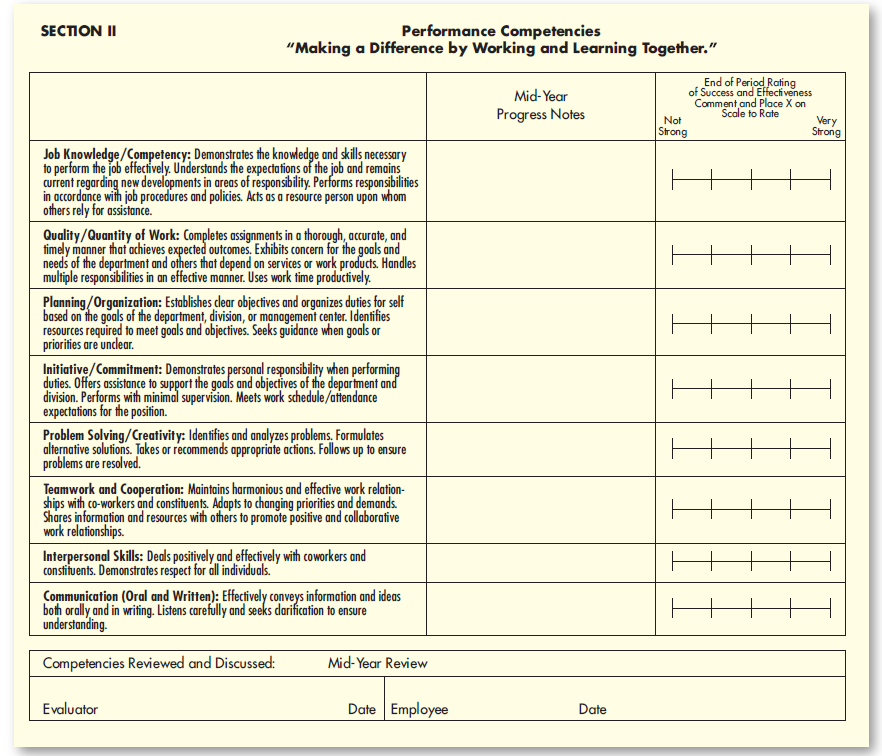 SECTION II
Performance Competencies
“Making a Difference by Working and Learning Together.”
Mid-Year
Progress Notes
End of Period Rating
of Success and Effectiveness
Comment and Place X on
Scale to Rate
Not
Strong
Very
Strong
Job Knowledge/Competency: Demonstrates the knowledge and skills necessary
to perform the job effectively. Understands the expectations of the job and remains
current regarding new developments in areas of responsibility. Performs responsibilities
in accordance with job procedures and policies. Acts as a resource person upon whom
others rely for assistance.
Quality/Quantity of Work: Completes assignments in a thorough, accurate, and
timely manner that achieves expected outcomes. Exhibits concern for the goals and
needs of the department and others that depend on services or work products. Handles
multiple responsibilities in an effective manner. Uses work time productively.
Planning/Organization: Establishes clear objectives and organizes duties for self
based on the goals of the department, division, or management center. Identifies
resources required to meet goals and objectives. Seeks guidance when goals or
priorities are unclear.
Initiative/Commitment: Demonstrates personal responsibility when performing
duties. Offers assistance to support the goals and objectives of the department and
division. Performs with minimal supervision. Meets work schedule/attendance
expectations for the position.
Problem Solving/Creativity: Identifies and analyzes problems. Formulates
alternative solutions. Takes or recommends appropriate actions. Follows up to ensure
problems are resolved.
Teamwork and Cooperation: Maintains harmonious and effective work relation-
ships with co-workers and constituents. Adapts to changing priorities and demands.
Shares information and resources with others to promote positive and collaborative
work relationships.
Interpersonal Skills: Deals positively and effectively with coworkers and
constituents. Demonstrates respect for all individuals.
Communication (Oral and Written): Effectively conveys information and ideas
both orally and in writing. Listens carefully and seeks clarification to ensure
understanding.
Competencies Reviewed and Discussed: Mid-Year Review
Evaluator Date Employee Date